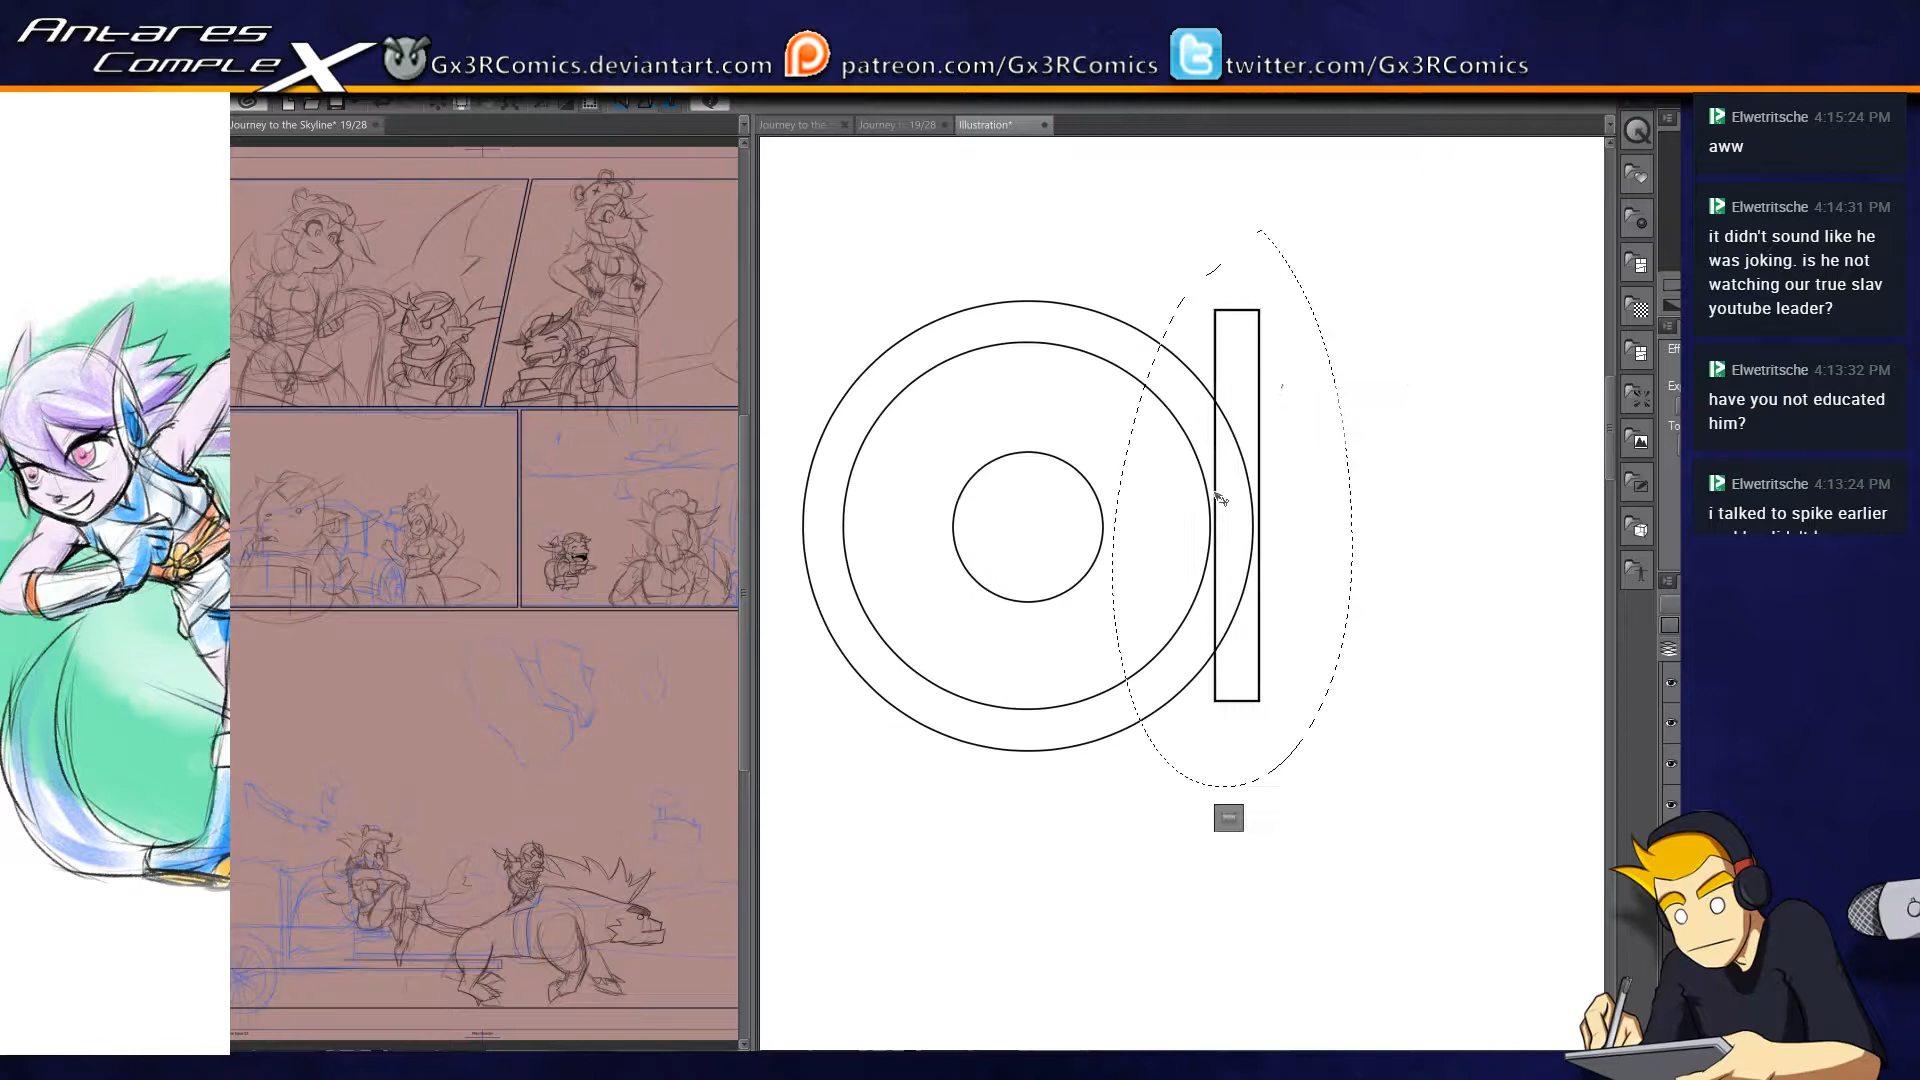 Antares
Complex
Gx3RComics.deviantart.com
patreon.com/Gx3RComics
twitter.com/Gx3RComics
Journey to the Skyline* 19/28
Journey to the
Journey 19/28
Illustration*
Elwetritsche 4:15:24 PM
aww
Elwetritsche 4:14:31 PM
it didn't sound like he
was joking. is he not
watching our true slav
youtube leader?
Elwetritsche 4:13:32 PM
have you not educated
him?
Elwetritsche 4:13:24 PM
i talked to spike earlier